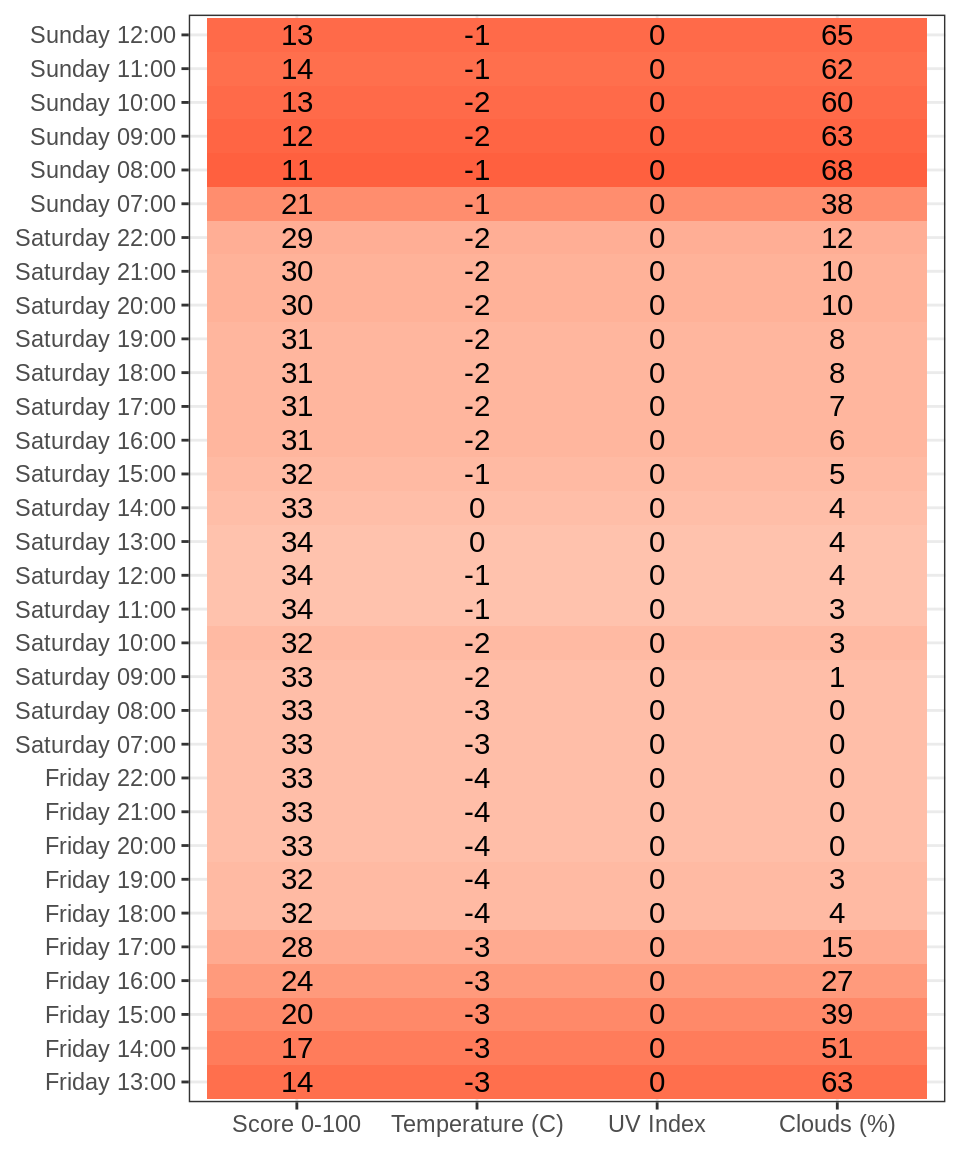 Sunday 12:00 13 -1 0 65
Sunday 11:00 14 -1 0 62
Sunday 10:00 13 -2 0 60
Sunday 09:00 12 -2 0 63
Sunday 08:00 11 -1 0 68
Sunday 07:00 21 -1 0 38
Saturday 22:00 29 -2 0 12
Saturday 21:00 30 -2 0 10
Saturday 20:00 30 -2 0 10
Saturday 19:00 31 -2 0 8
Saturday 18:00 31 -2 0 8
Saturday 17:00 31 -2 0 7
Saturday 16:00 31 -2 0 6
Saturday 15:00 32 -1 0 5
Saturday 14:00 33 0 0 4
Saturday 13:00 34 0 0 4
Saturday 12:00 34 -1 0 4
Saturday 11:00 34 -1 0 3
Saturday 10:00 32 -2 0 3
Saturday 09:00 33 -2 0 1
Saturday 08:00 33 -3 0 0
Saturday 07:00 33 -3 0 0
Friday 22:00 33 -4 0 0
Friday 21:00 33 -4 0 0
Friday 20:00 33 -4 0 0
Friday 19:00 32 -4 0 3
Friday 18:00 32 -4 0 4
Friday 17:00 28 -3 0 15
Friday 16:00 24 -3 0 27
Friday 15:00 20 -3 0 39
Friday 14:00 17 -3 0 51
Friday 13:00 14 -3 0 63
Score 0-100 Temperature (C) UV Index Clouds (%)